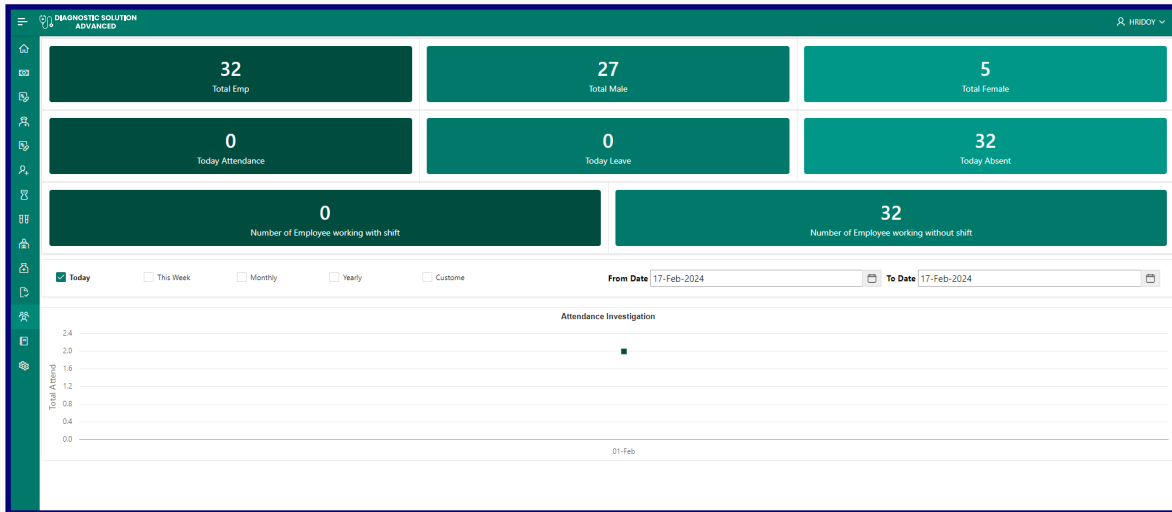 DIAGNOSTIC SOLUTION
ADVANCED
HRIDOY
32
Total Emp
27
Total Male
5
Total Female
0
Today Attendance
0
Today Leave
32
Today Absent
0
Number of Employee working with shift
32
Number of Employee working without shift
Today
This Week
Monthly
Yearly
Custome
From Date 17-Feb-2024
To Date 17-Feb-2024
Attendance Investigation
Total Attend
2.4
2.0
1.6
1.2
0.8
0.4
0.0
01-Feb